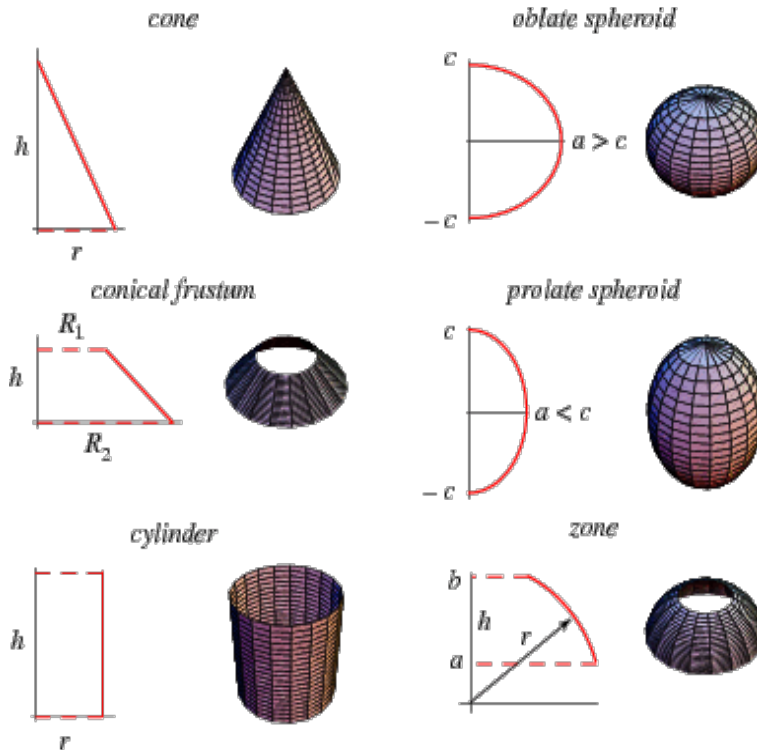 cone
h
r
oblate spheroid
c
a > c
−c
conical frustum
R1
h
R2
prolate spheroid
c
a < c
−c
cylinder
h
r
zone
b
h
r
a